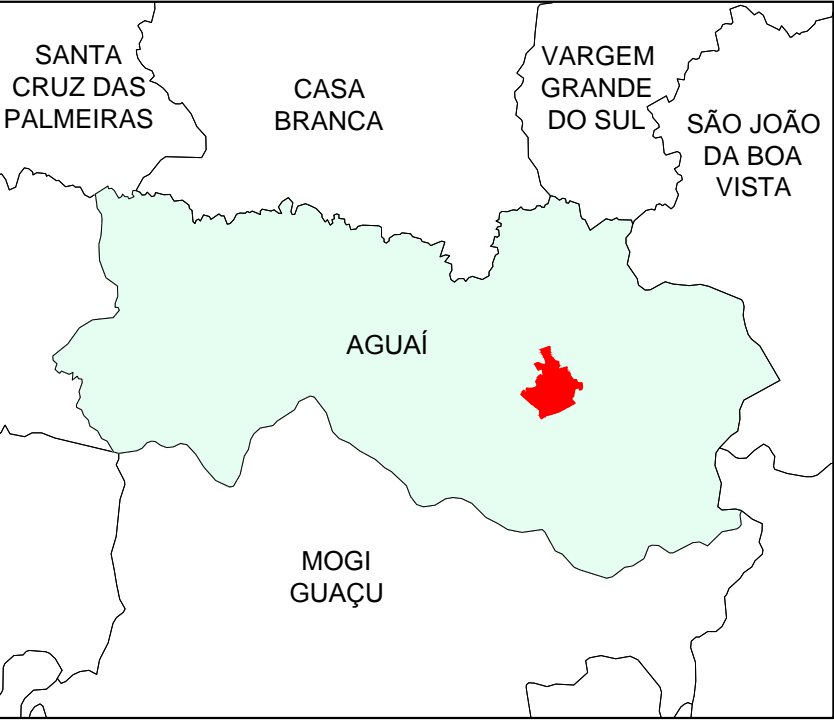 SANTA
CRUZ DAS
PALMEIRAS
CASA
BRANCA
VARGEM
GRANDE
DO SUL
SÃO JOÃO
DA BOA
VISTA
AGUAÍ
MOGI
GUAÇU